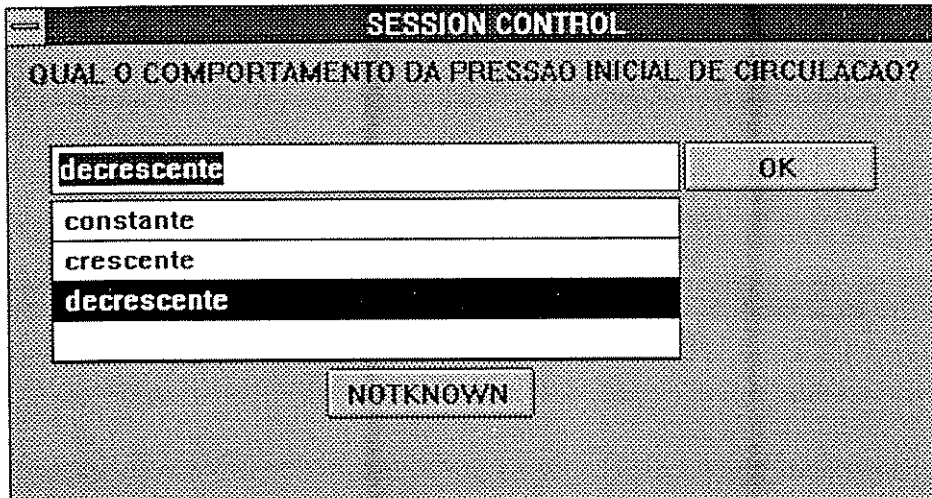 SESSION CONTROL
QUAL O COMPORTAMENTO DA PRESSAO INICIAL DE CIRCULACAO?
decrescente
OK
constante
crescente
decrescente
NOTKNOWN